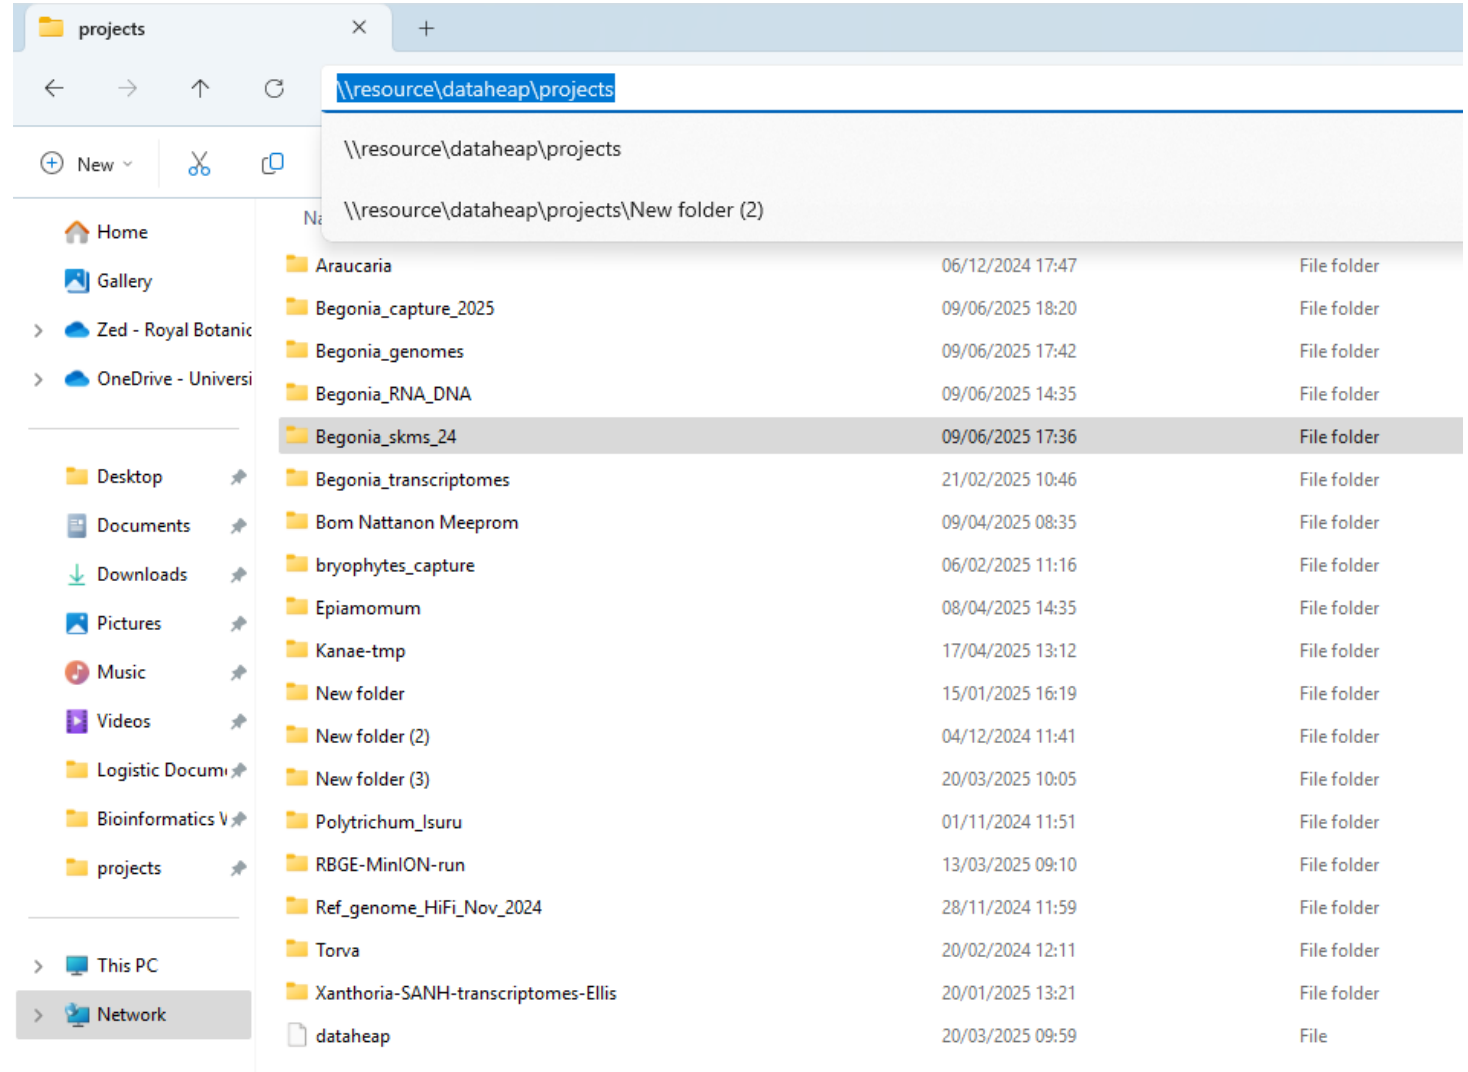 projects
\\resource\dataheap\projects
\\resource\dataheap\projects
\\resource\dataheap\projects\New folder (2)
New
Home
Gallery
Zed - Royal Botanic
OneDrive - Universi
Desktop
Documents
Downloads
Pictures
Music
Videos
Logistic Docum
Bioinformatics
projects
This PC
Network
Araucaria 06/12/2024 17:47 File folder
Begonia_capture_2025 09/06/2025 18:20 File folder
Begonia_genomes 09/06/2025 17:42 File folder
Begonia_RNA_DNA 09/06/2025 14:35 File folder
Begonia_skms_24 09/06/2025 17:36 File folder
Begonia_transcriptomes 21/02/2025 10:46 File folder
Bom Nattanon Meeprom 09/04/2025 08:35 File folder
bryophytes_capture 06/02/2025 11:16 File folder
Epiamomum 08/04/2025 14:35 File folder
Kanae-tmp 17/04/2025 13:12 File folder
New folder 15/01/2025 16:19 File folder
New folder (2) 04/12/2024 11:41 File folder
New folder (3) 20/03/2025 10:05 File folder
Polytrichum_Isuru 01/11/2024 11:51 File folder
RBGE-MinION-run 13/03/2025 09:10 File folder
Ref_genome_HiFi_Nov_2024 28/11/2024 11:59 File folder
Torva 20/02/2024 12:11 File folder
Xanthoria-SANH-transcriptomes-Ellis 20/01/2025 13:21 File folder
dataheap 20/03/2025 09:59 File